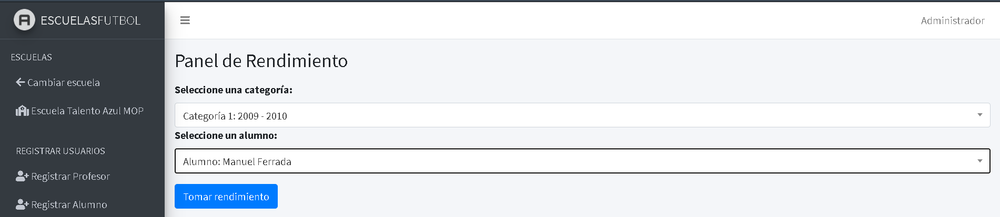 ESCUELASFUTBOL
Administrador
ESCUELAS
Cambiar escuela
Escuela Talento Azul MOP
REGISTRAR USUARIOS
Registrar Profesor
Registrar Alumno
Panel de Rendimiento
Seleccione una categoría:
Categoría 1: 2009 - 2010
Seleccione un alumno:
Alumno: Manuel Ferrada
Tomar rendimiento